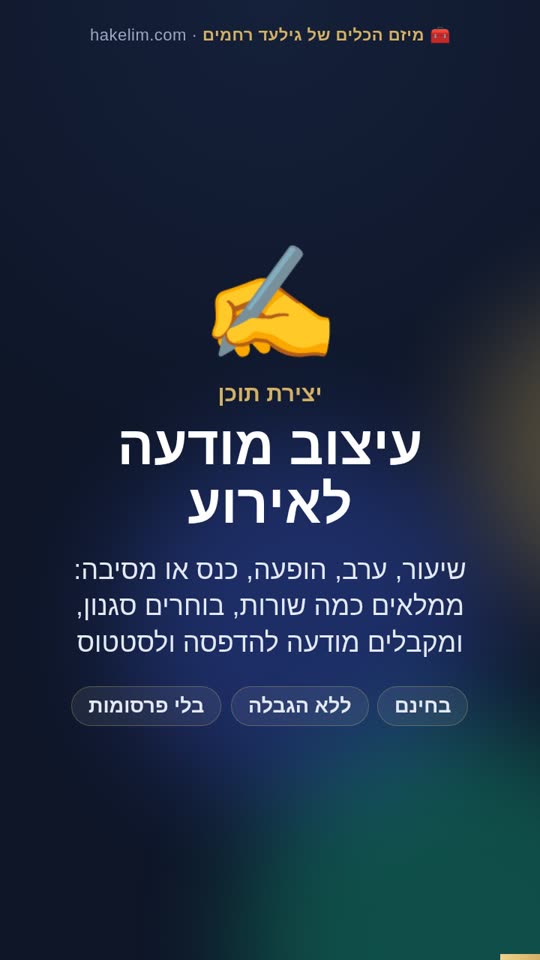 🧰 מיזם הכלים של גילעד רחמים · hakelim.com
יצירת תוכן
עיצוב מודעה
לאירוע
שיעור, ערב, הופעה, כנס או מסיבה:
ממלאים כמה שורות, בוחרים סגנון,
ומקבלים מודעה להדפסה ולסטטוס
בחינם
ללא הגבלה
בלי פרסומות